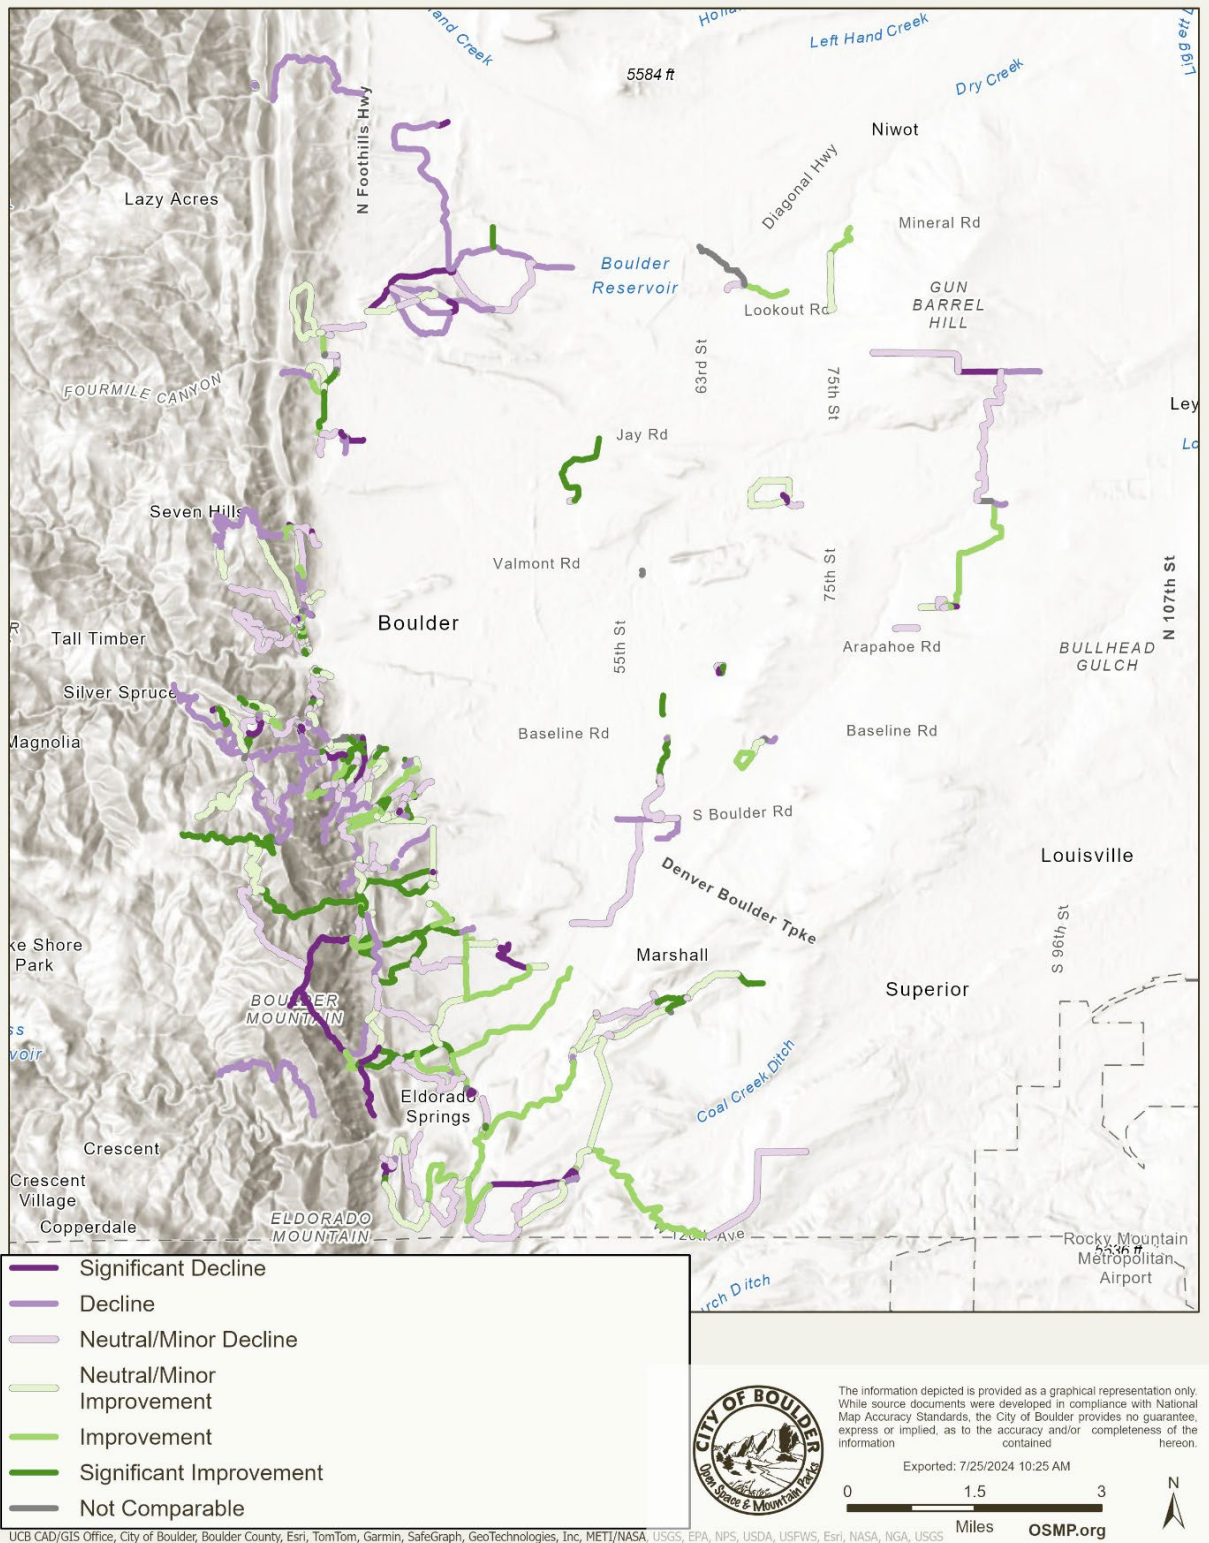 and Creek
Left Hand Creek
5584 ft
Dry Creek
Niwot
N Foothills Hwy
Diagonal Hwy
Lazy Acres
Mineral Rd
Boulder
Reservoir
GUN
BARREL
HILL
Lookout Rd
63rd St
75th St
FOURMILE CANYON
Ley
Jay Rd
Seven Hills
Valmont Rd
75th St
N 107th St
Boulder
55th St
Tall Timber
Arapahoe Rd
BULLHEAD
GULCH
Silver Spruce
Baseline Rd
Baseline Rd
Magnolia
S Boulder Rd
Louisville
Denver Boulder Tpke
S 96th St
ke Shore
Park
Marshall
Superior
BOULDER
MOUNTAIN
ss
voir
Coal Creek Ditch
Eldorado
Springs
Crescent
Crescent
Village
Copperdale
ELDORADO
MOUNTAIN
W 120th Ave
Rocky Mountain
Metropolitan
Airport
5536 ft
rch Ditch
Significant Decline
Decline
Neutral/Minor Decline
Neutral/Minor
Improvement
Improvement
Significant Improvement
Not Comparable
CITY OF BOULDER
Open Space & Mountain Parks
The information depicted is provided as a graphical representation only.
While source documents were developed in compliance with National
Map Accuracy Standards, the City of Boulder provides no guarantee,
express or implied, as to the accuracy and/or completeness of the
information contained hereon.
Exported: 7/25/2024 10:25 AM
0 1.5 3
Miles
OSMP.org
N
UCB CAD/GIS Office, City of Boulder, Boulder County, Esri, TomTom, Garmin, SafeGraph, GeoTechnologies, Inc, METI/NASA, USGS, EPA, NPS, USDA, USFWS, Esri, NASA, NGA, USGS